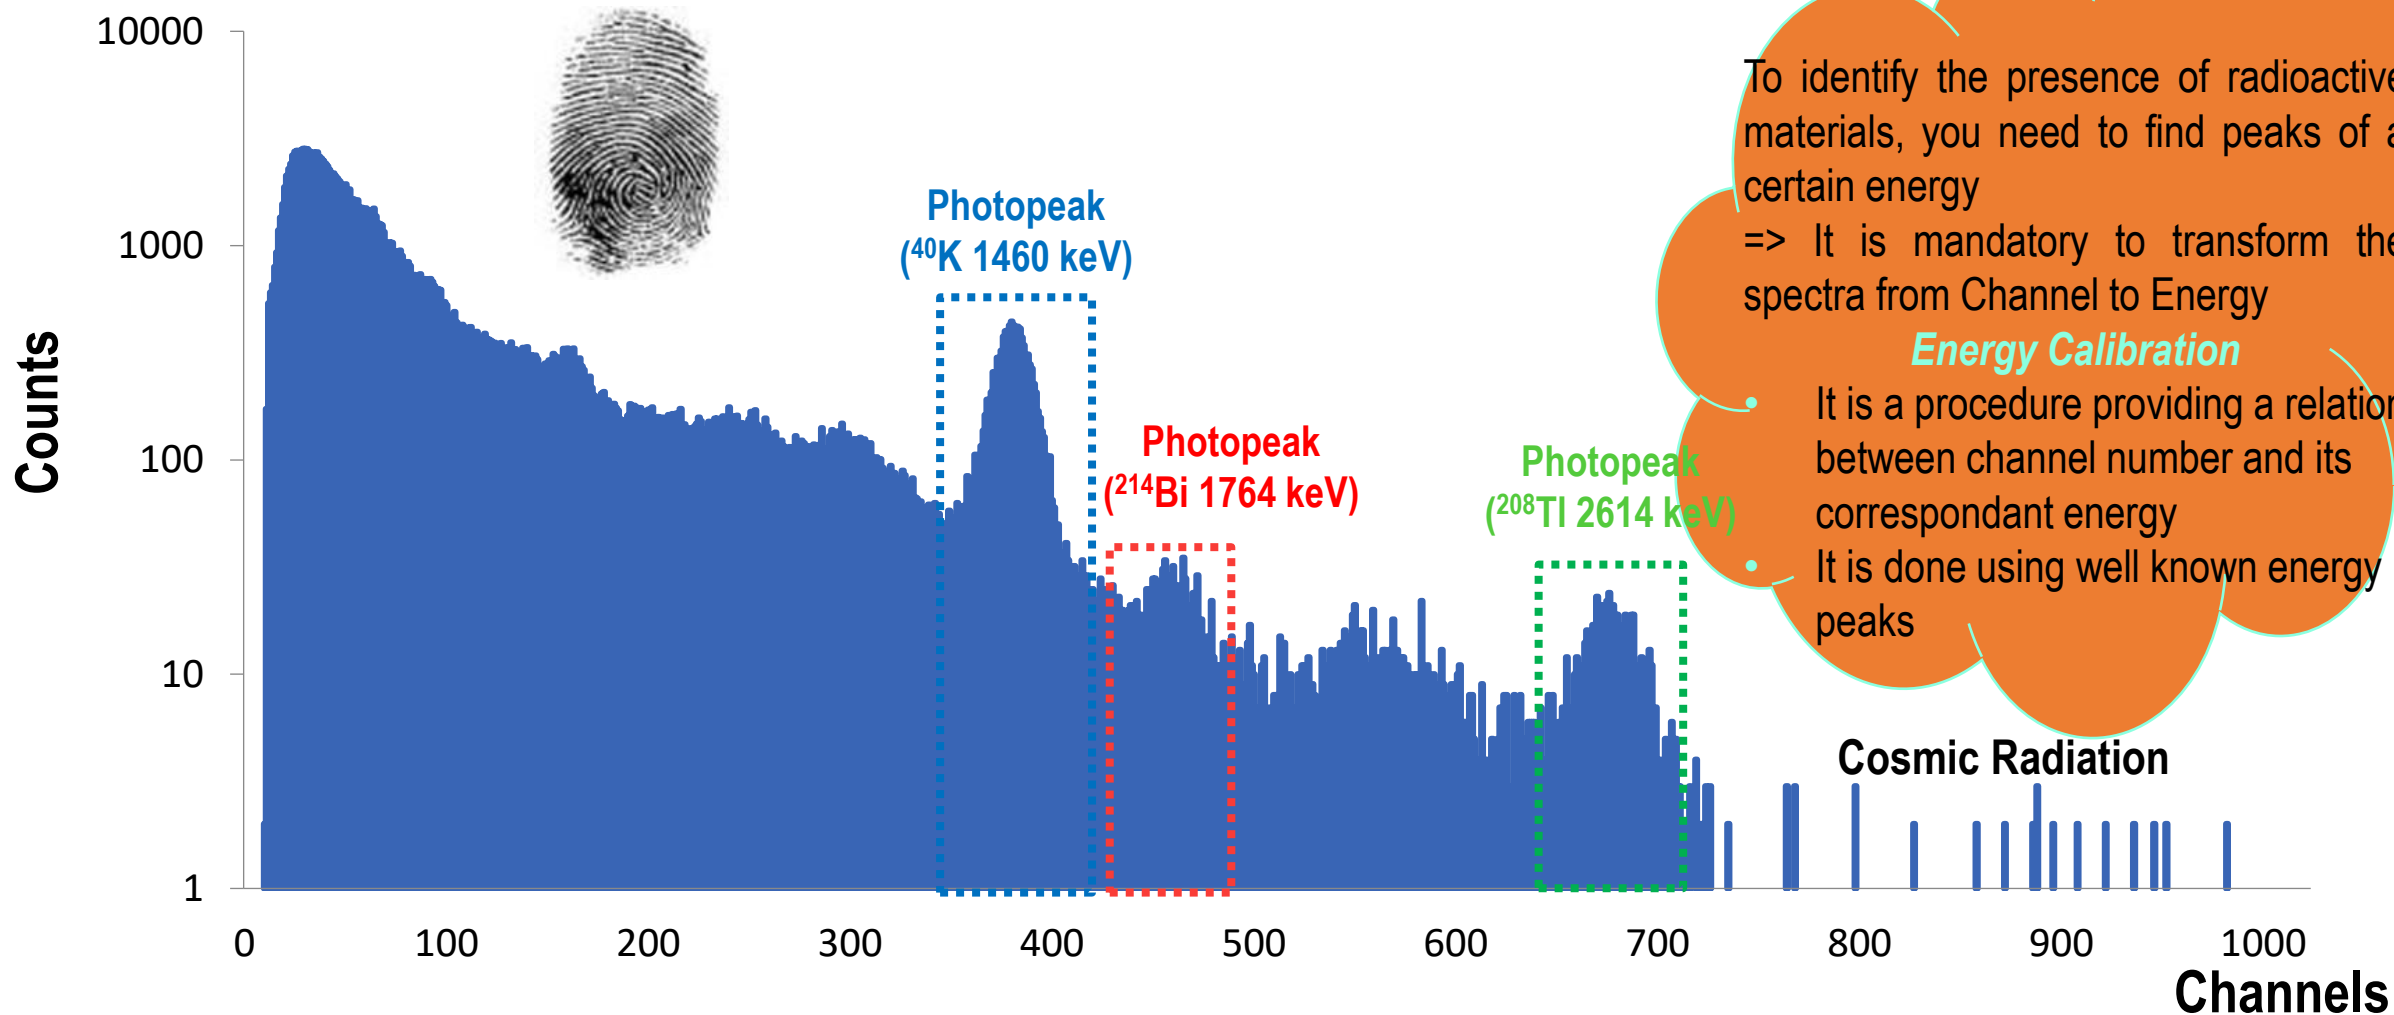 10000
1000
100
10
1
Counts
Photopeak
(⁴⁰K 1460 keV)
Photopeak
(²¹⁴Bi 1764 keV)
Photopeak
(²⁰⁸Tl 2614 keV)
To identify the presence of radioactive
materials, you need to find peaks of a
certain energy
=> It is mandatory to transform the
spectra from Channel to Energy
Energy Calibration
• It is a procedure providing a relation
between channel number and its
correspondant energy
• It is done using well known energy
peaks
Cosmic Radiation
0 100 200 300 400 500 600 700 800 900 1000
Channels